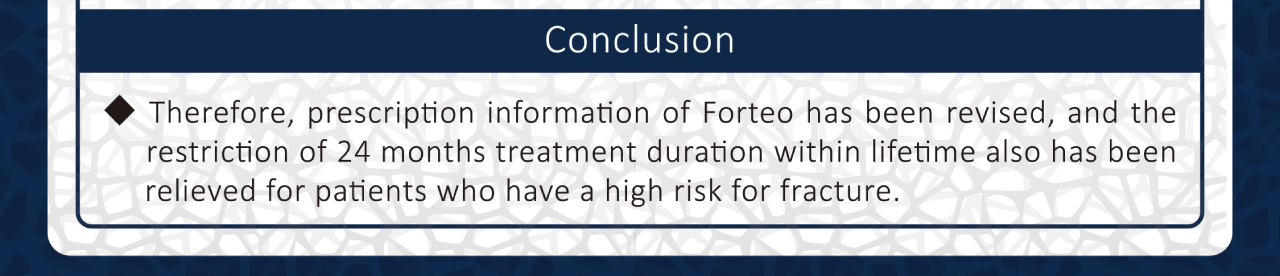 Conclusion
◆ Therefore, prescription information of Forteo has been revised, and the
restriction of 24 months treatment duration within lifetime also has been
relieved for patients who have a high risk for fracture.